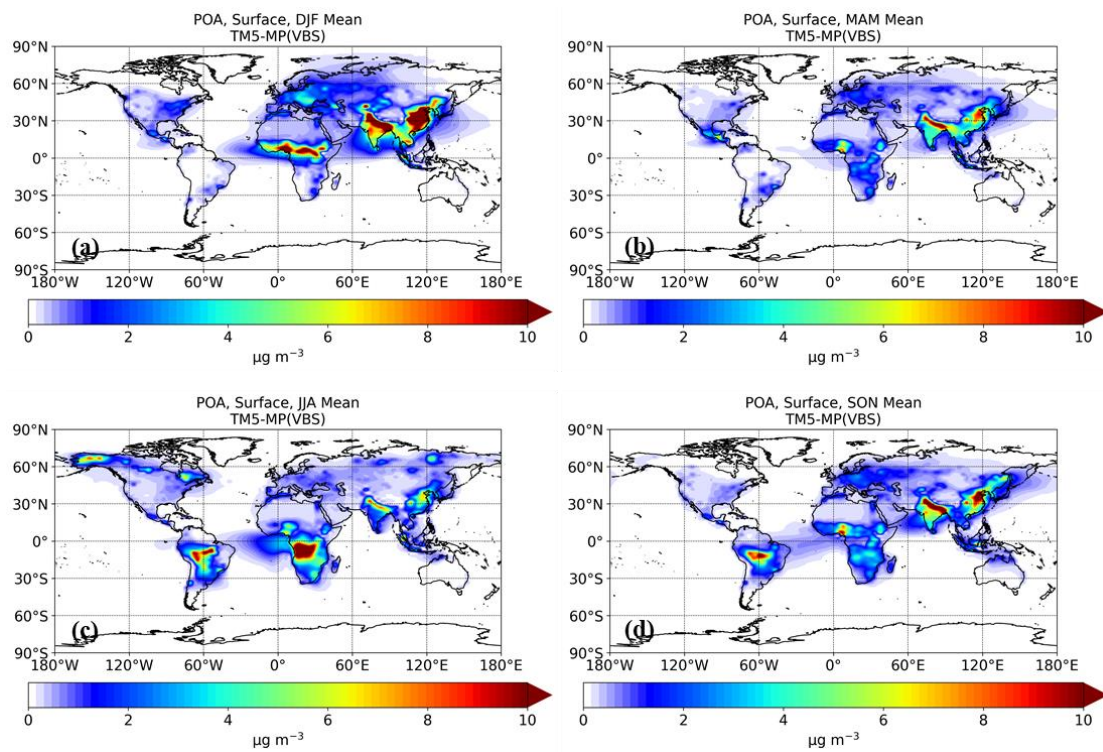 POA, Surface, DJF Mean
TM5-MP(VBS)
90°N
60°N
30°N
0°
30°S
60°S
90°S
(a)
180°W 120°W 60°W 0° 60°E 120°E 180°E
0 2 4 6 8 10
µg m⁻³
POA, Surface, MAM Mean
TM5-MP(VBS)
90°N
60°N
30°N
0°
30°S
60°S
90°S
(b)
180°W 120°W 60°W 0° 60°E 120°E 180°E
0 2 4 6 8 10
µg m⁻³
POA, Surface, JJA Mean
TM5-MP(VBS)
90°N
60°N
30°N
0°
30°S
60°S
90°S
(c)
180°W 120°W 60°W 0° 60°E 120°E 180°E
0 2 4 6 8 10
µg m⁻³
POA, Surface, SON Mean
TM5-MP(VBS)
90°N
60°N
30°N
0°
30°S
60°S
90°S
(d)
180°W 120°W 60°W 0° 60°E 120°E 180°E
0 2 4 6 8 10
µg m⁻³